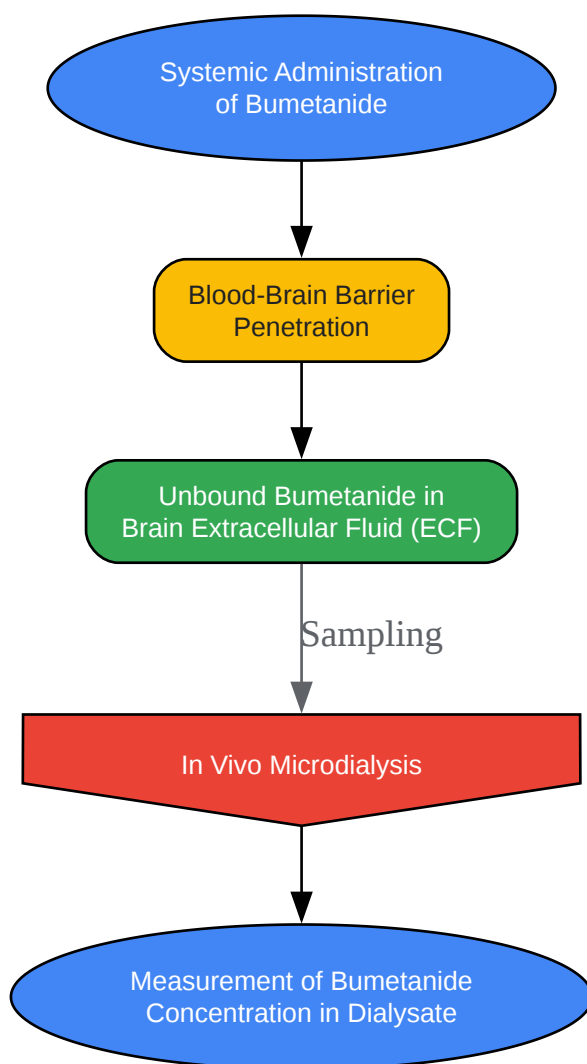 Systemic Administration
of Bumetanide
Blood-Brain Barrier
Penetration
Unbound Bumetanide in
Brain Extracellular Fluid (ECF)
Sampling
In Vivo Microdialysis
Measurement of Bumetanide
Concentration in Dialysate